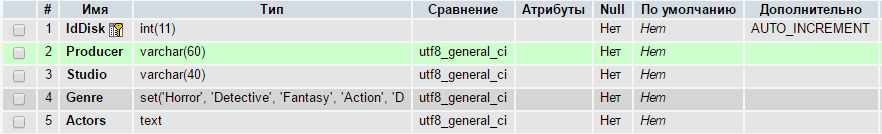 # Имя Тип Сравнение Атрибуты Null По умолчанию Дополнительно
1 IdDisk int(11) Нет Нет AUTO_INCREMENT
2 Producer varchar(60) utf8_general_ci Нет Нет
3 Studio varchar(40) utf8_general_ci Нет Нет
4 Genre set('Horror', 'Detective', 'Fantasy', 'Action', 'D utf8_general_ci Нет Нет
5 Actors text utf8_general_ci Нет Нет